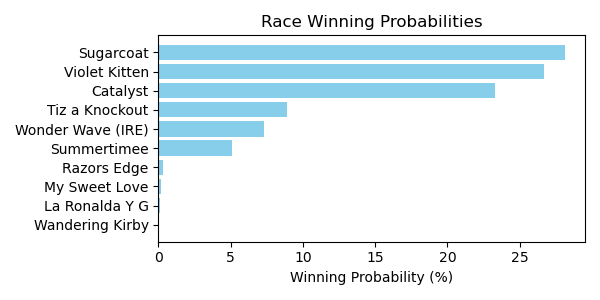 Race Winning Probabilities
Sugarcoat
Violet Kitten
Catalyst
Tiz a Knockout
Wonder Wave (IRE)
Summertimee
Razors Edge
My Sweet Love
La Ronalda Y G
Wandering Kirby
0 5 10 15 20 25
Winning Probability (%)